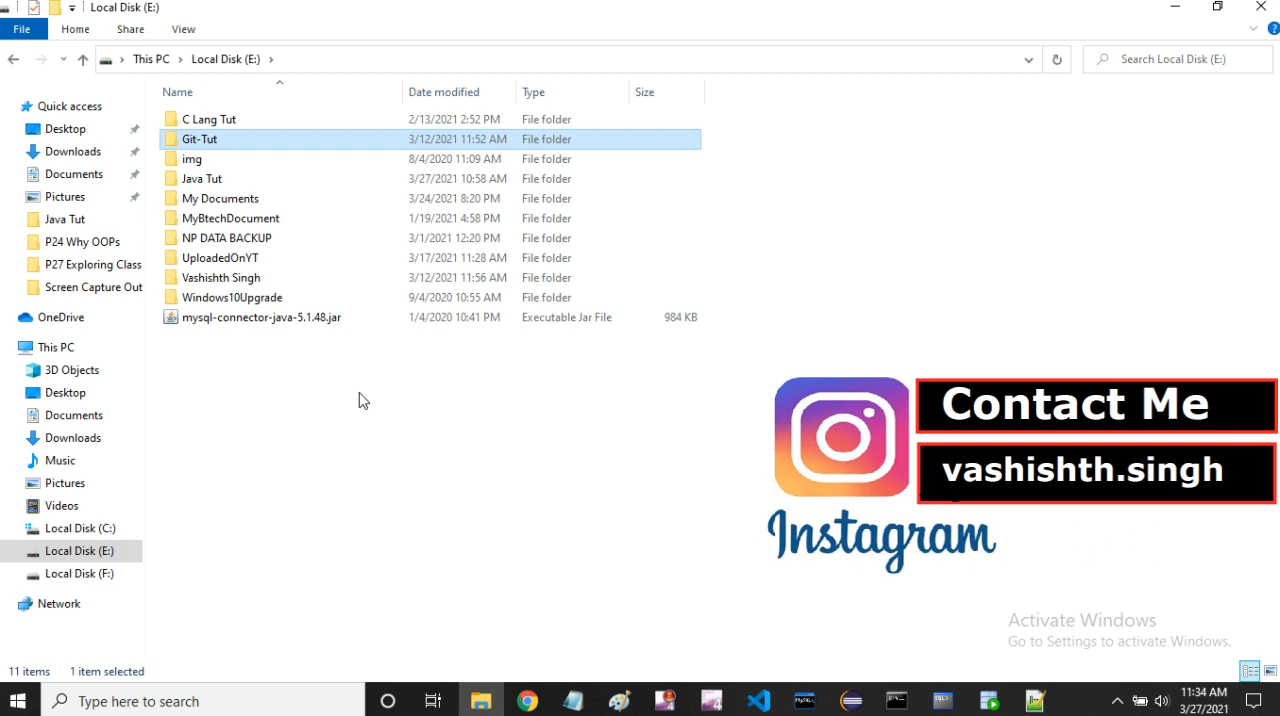 Local Disk (E:)
File Home Share View
This PC Local Disk (E:) Search Local Disk (E:)
Name Date modified Type Size
C Lang Tut 2/13/2021 2:52 PM File folder
Git-Tut 3/12/2021 11:52 AM File folder
img 8/4/2020 11:09 AM File folder
Java Tut 3/27/2021 10:58 AM File folder
My Documents 3/24/2021 8:20 PM File folder
MyBtechDocument 1/19/2021 4:58 PM File folder
NP DATA BACKUP 3/1/2021 12:20 PM File folder
UploadedOnYT 3/17/2021 11:28 AM File folder
Vashishth Singh 3/12/2021 11:56 AM File folder
Windows10Upgrade 9/4/2020 10:55 AM File folder
mysql-connector-java-5.1.48.jar 1/4/2020 10:41 PM Executable Jar File 984 KB
Quick access
Desktop
Downloads
Documents
Pictures
Java Tut
P24 Why OOPs
P27 Exploring Class
Screen Capture Out
OneDrive
This PC
3D Objects
Desktop
Documents
Downloads
Music
Pictures
Videos
Local Disk (C:)
Local Disk (E:)
Local Disk (F:)
Network
Contact Me
vashishth.singh
Instagram
Activate Windows
Go to Settings to activate Windows.
11 items 1 item selected
Type here to search
11:34 AM
3/27/2021